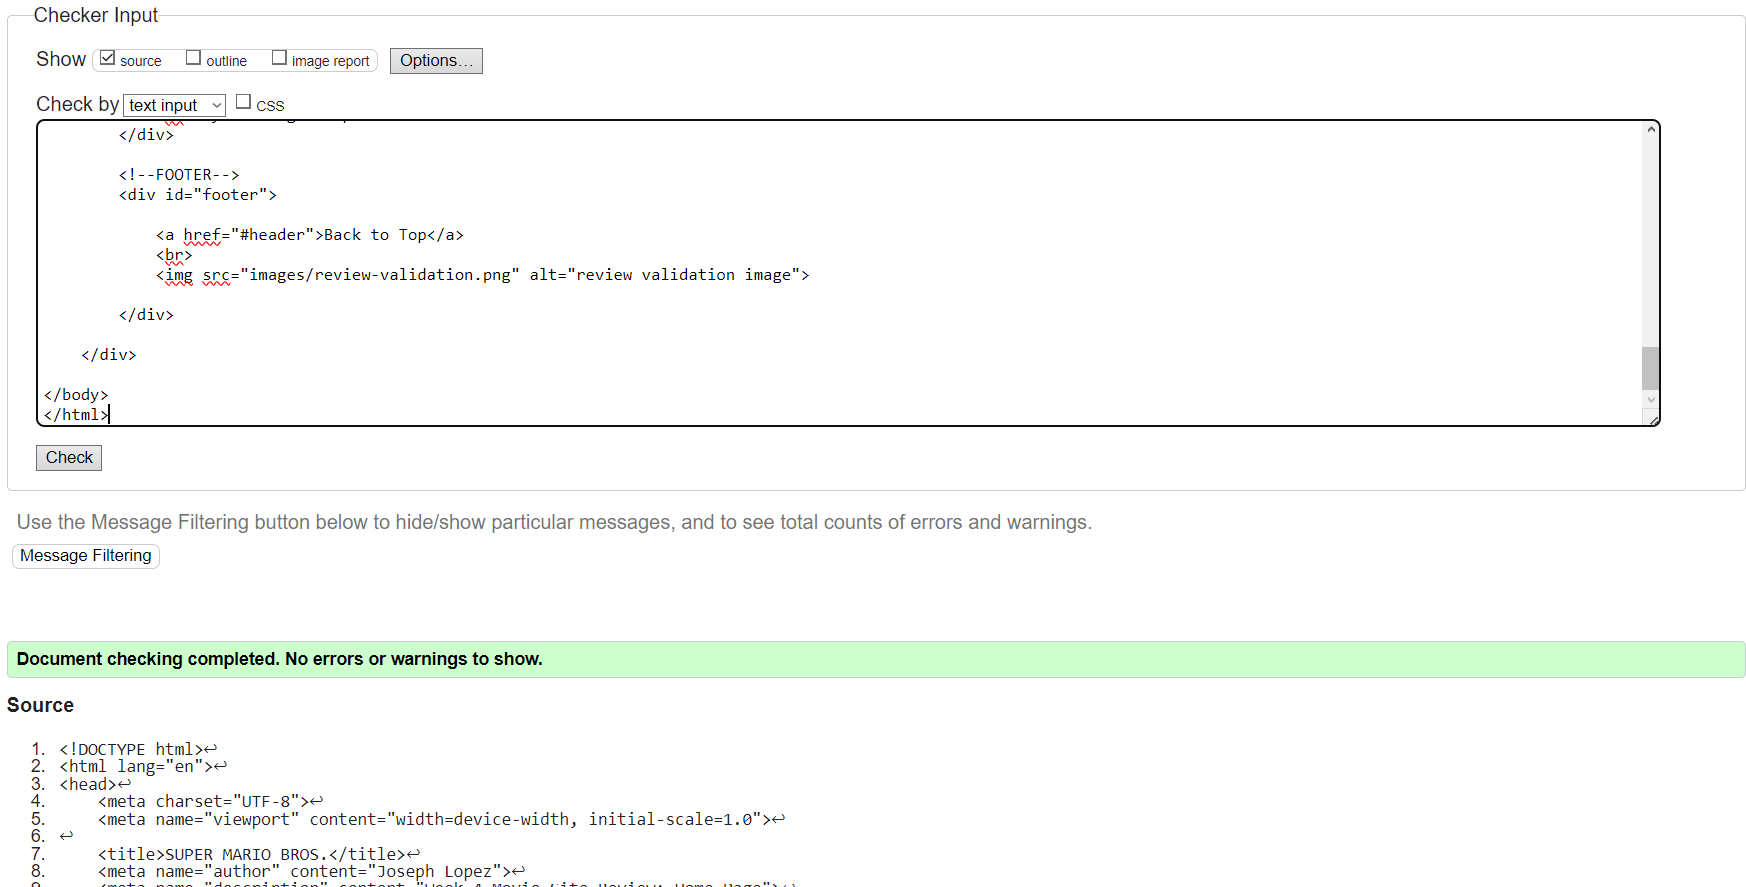 Checker Input
Show source outline image report Options...
Check by text input CSS
</div>
<!--FOOTER-->
<div id="footer">
<a href="#header">Back to Top</a>
<br>
<img src="images/review-validation.png" alt="review validation image">
</div>
</div>
</body>
</html>
Check
Use the Message Filtering button below to hide/show particular messages, and to see total counts of errors and warnings.
Message Filtering
Document checking completed. No errors or warnings to show.
Source
1. <!DOCTYPE html>↩
2. <html lang="en">↩
3. <head>↩
4. <meta charset="UTF-8">↩
5. <meta name="viewport" content="width=device-width, initial-scale=1.0">↩
6. ↩
7. <title>SUPER MARIO BROS.</title>↩
8. <meta name="author" content="Joseph Lopez">↩